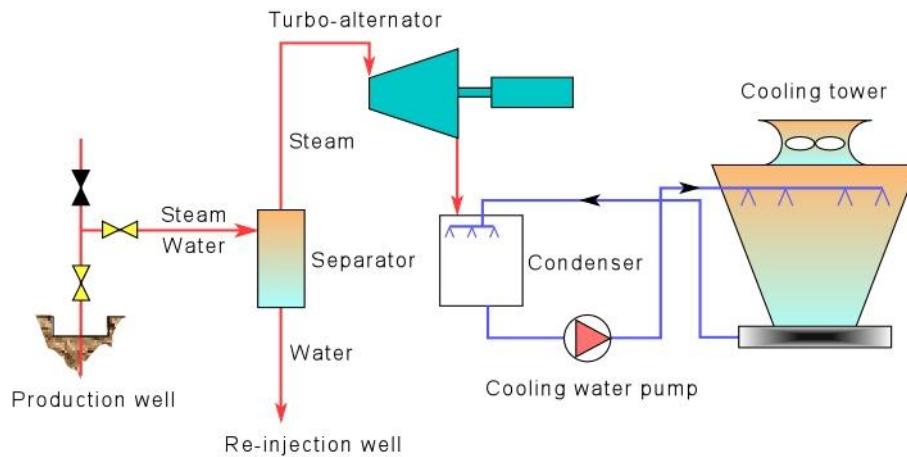 Turbo-alternator
Cooling tower
Steam
Steam
Water
Separator
Condenser
Water
Cooling water pump
Production well
Re-injection well